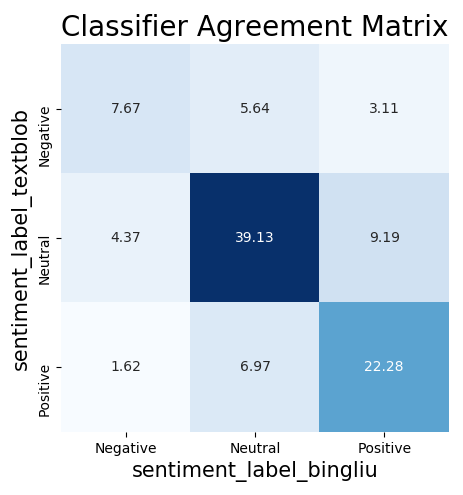 Classifier Agreement Matrix
sentiment_label_textblob
Negative
7.67 5.64 3.11
Neutral
4.37 39.13 9.19
Positive
1.62 6.97 22.28
Negative Neutral Positive
sentiment_label_bingliu